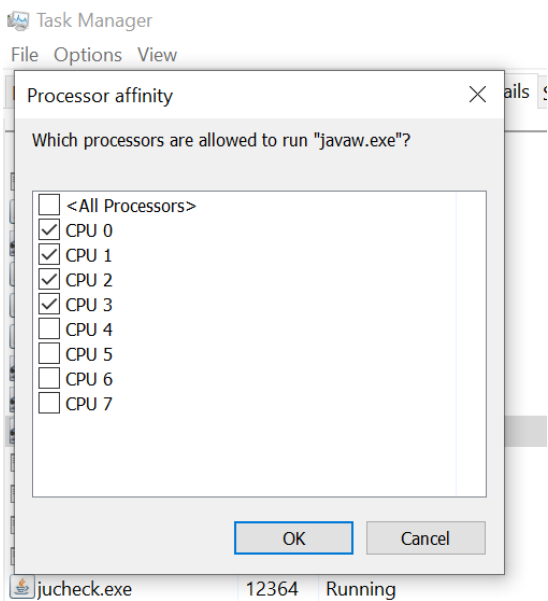 Task Manager
File Options View
Processor affinity
ails
Which processors are allowed to run "javaw.exe"?
<All Processors>
CPU 0
CPU 1
CPU 2
CPU 3
CPU 4
CPU 5
CPU 6
CPU 7
OK Cancel
jucheck.exe 12364 Running